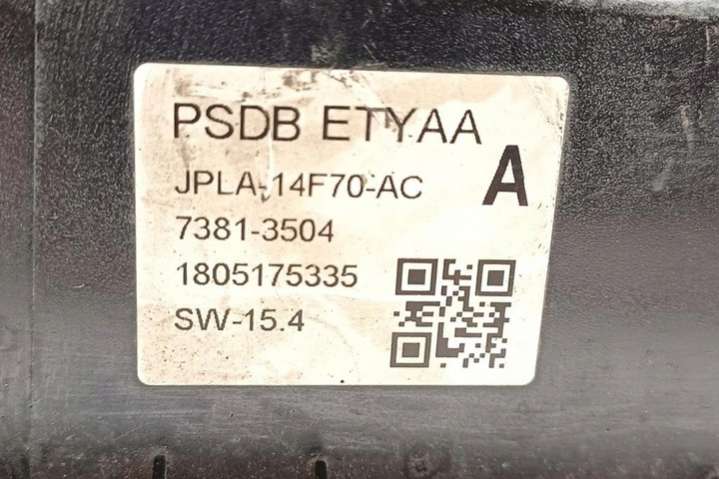 PSDB ETYAA
A
JPLA-14F70-AC
7381-3504
1805175335
SW-15.4